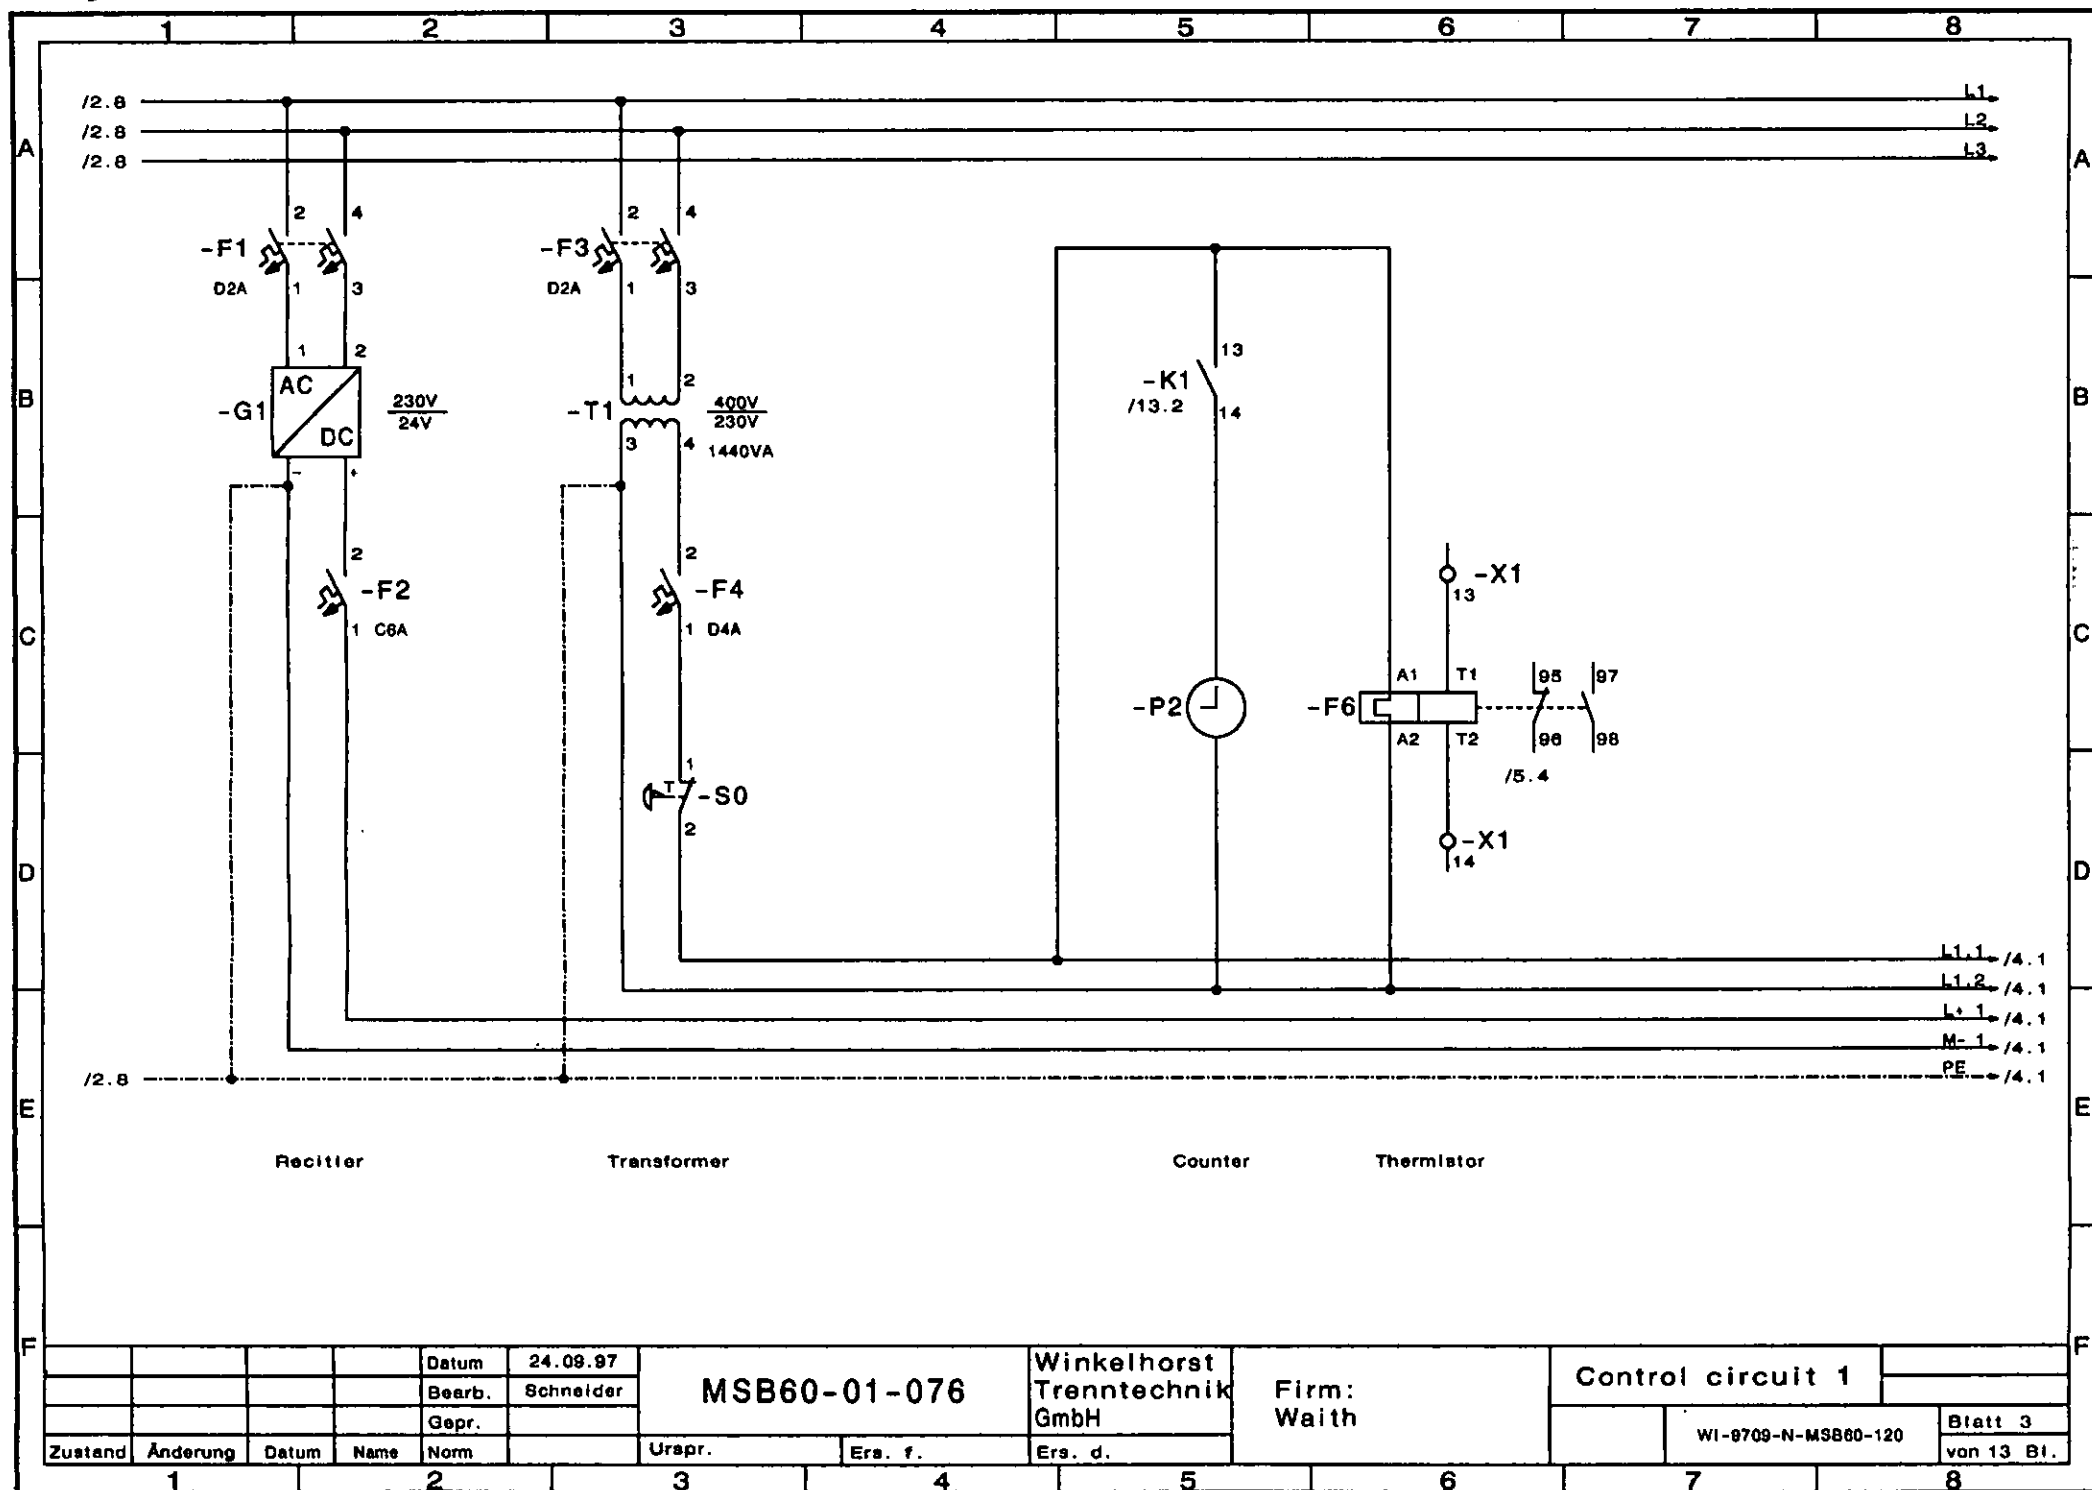 1 2 3 4 5 6 7 8
/2.8 L1
/2.8 L2
A /2.8 L3 A
2 4 2 4
-F1 -F3
D2A 1 3 D2A 1 3
1 2 13
AC 1 2 -K1
B -G1 230V -T1 400V /13.2 14 B
DC 24V 230V
3 4 1440VA
- +
2 2
-F2 -F4 -X1
13
C 1 C6A 1 D4A C
A1 T1 95 97
-P2 -F6
A2 T2 96 98
1 /5.4
T -S0
2
-X1
D 14 D
L1.1 /4.1
L1.2 /4.1
L+ 1 /4.1
M- 1 /4.1
/2.8 PE /4.1
E E
Recitier Transformer Counter Thermistor
F F
Datum 24.09.97
Bearb. Schneider
Gepr.
Zustand Änderung Datum Name Norm
MSB60-01-076
Urspr. Ers. f. Ers. d.
Winkelhorst
Trenntechnik
GmbH
Firm:
Waith
Control circuit 1
WI-9709-N-MSB60-120
Blatt 3
von 13 Bl.
1 2 3 4 5 6 7 8